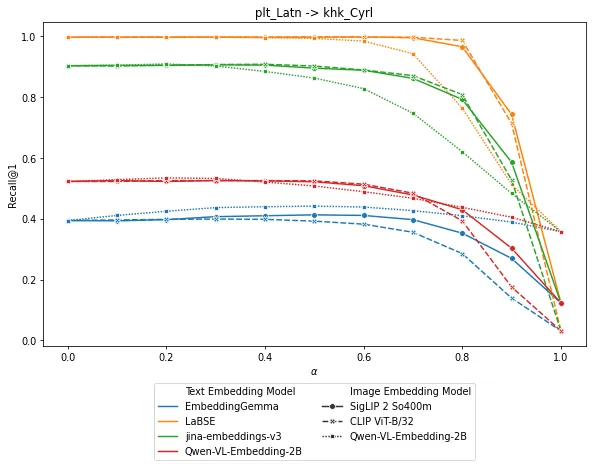 plt_Latn -> khk_Cyrl
1.0
0.8
0.6
0.4
0.2
0.0
Recall@1
0.0 0.2 0.4 0.6 0.8 1.0
α
Text Embedding Model
EmbeddingGemma
LaBSE
jina-embeddings-v3
Qwen-VL-Embedding-2B
Image Embedding Model
SigLIP 2 So400m
CLIP ViT-B/32
Qwen-VL-Embedding-2B